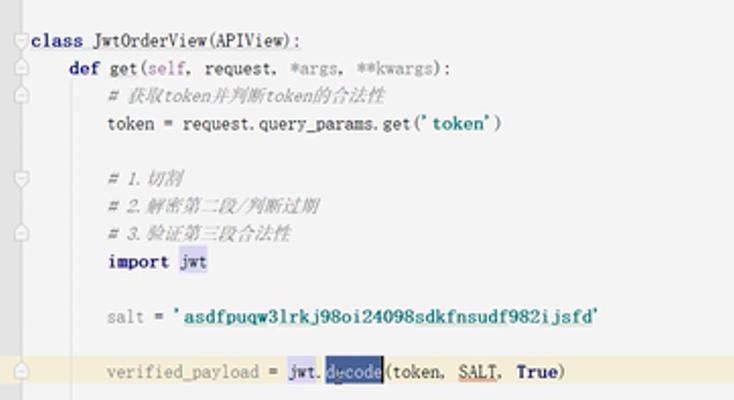 class JwtOrderView(APIView):
def get(self, request, *args, **kwargs):
# 获取token并判断token的合法性
token = request.query_params.get('token')
# 1.切割
# 2.解密第二段/判断过期
# 3.验证第三段合法性
import jwt
salt = 'asdfpuqw3lrkj98oi24098sdkfnsudf982ijsfd'
verified_payload = jwt.decode(token, SALT, True)